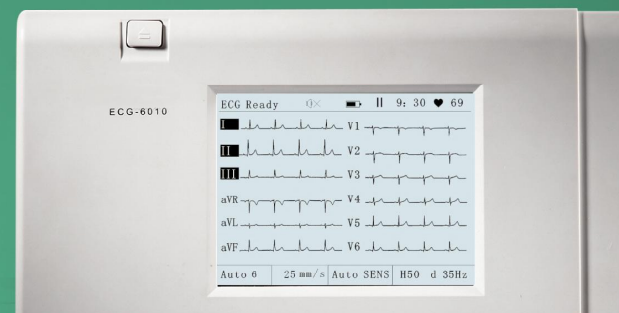 ECG-6010
ECG Ready 9: 30 69
I V1
II V2
III V3
aVR V4
aVL V5
aVF V6
Auto 6 25 mm/s Auto SENS H50 d 35Hz